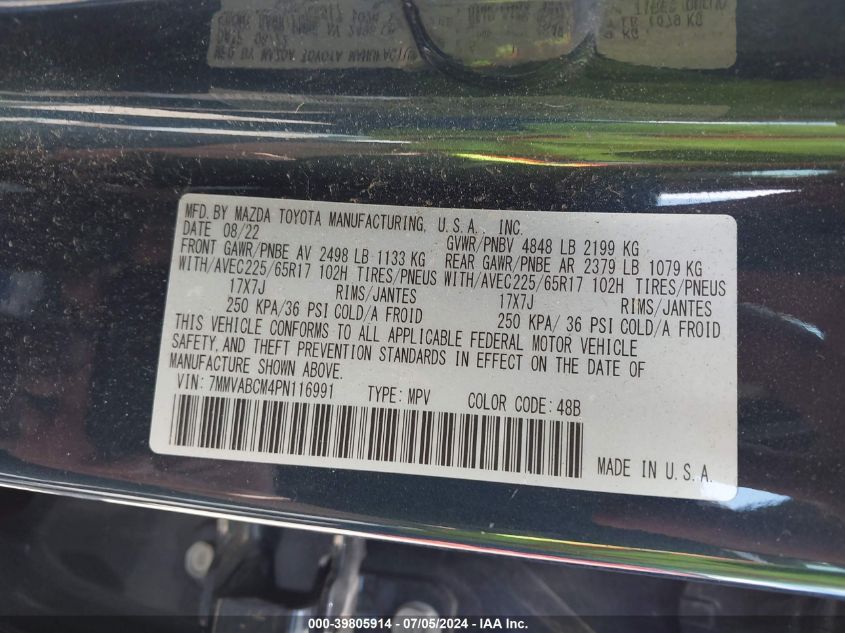 MFD. BY MAZDA TOYOTA MANUFACTURING, U.S.A. INC.
DATE 08/22 GVWR/PNBV 4848 LB 2199 KG
FRONT GAWR/PNBE AV 2498 LB 1133 KG REAR GAWR/PNBE AR 2379 LB 1079 KG
WITH/AVEC225/65R17 102H TIRES/PNEUS WITH/AVEC225/65R17 102H TIRES/PNEUS
17X7J RIMS/JANTES 17X7J RIMS/JANTES
250 KPA/36 PSI COLD/A FROID 250 KPA/ 36 PSI COLD/A FROID
THIS VEHICLE CONFORMS TO ALL APPLICABLE FEDERAL MOTOR VEHICLE
SAFETY, AND THEFT PREVENTION STANDARDS IN EFFECT ON THE DATE OF
MANUFACTURE SHOWN ABOVE.
VIN: 7MMVABCM4PN116991 TYPE: MPV COLOR CODE: 48B
MADE IN U.S.A.
000-39805914 - 07/05/2024 - IAA Inc.